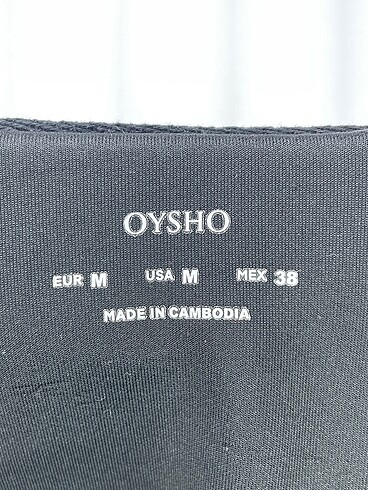 OYSHO
EUR M USA M MEX 38
MADE IN CAMBODIA